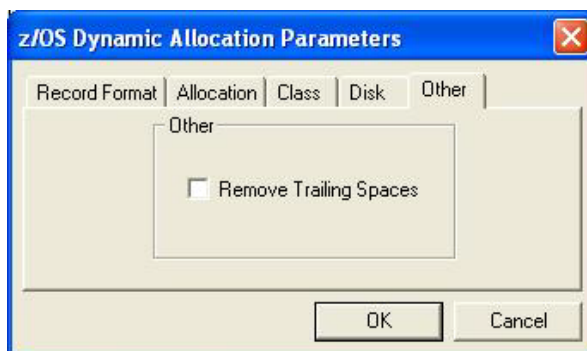 z/OS Dynamic Allocation Parameters
Record Format Allocation Class Disk Other
Other
Remove Trailing Spaces
OK Cancel